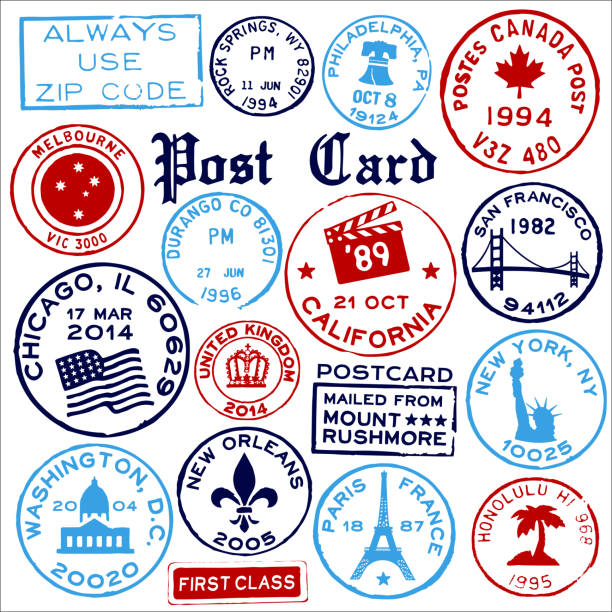 ALWAYS
USE
ZIP CODE
ROCK SPRINGS, WY 82901
PM
11 JUN
1994
PHILADELPHIA, PA
OCT 8
19124
POSTES CANADA POST
1994
V3Z 480
MELBOURNE
VIC 3000
Post Card
DURANGO CO 81301
PM
27 JUN
1996
'89
21 OCT
CALIFORNIA
SAN FRANCISCO
1982
94112
CHICAGO, IL 60629
17 MAR
2014
UNITED KINGDOM
2014
POSTCARD
MAILED FROM
MOUNT
RUSHMORE
NEW YORK, NY
10025
WASHINGTON, D.C.
20 04
20020
NEW ORLEANS
2005
PARIS FRANCE
18 87
HONOLULU HI 968
1995
FIRST CLASS